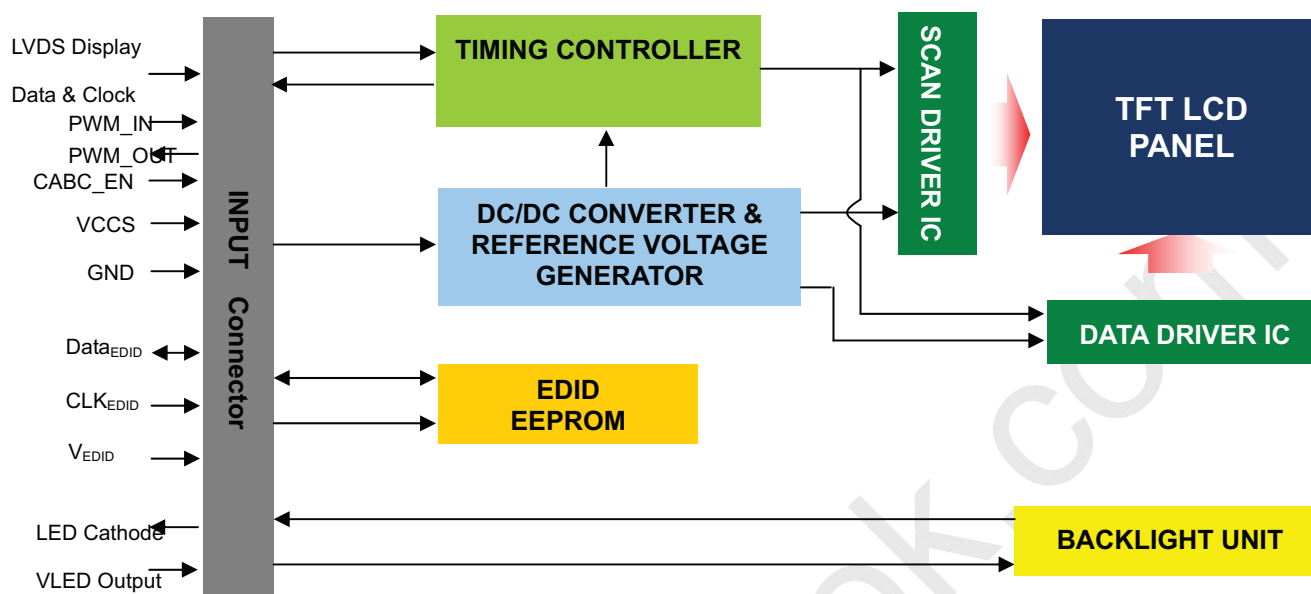 LVDS Display
Data & Clock
PWM_IN
PWM_OUT
CABC_EN
VCCS
GND
DataEDID
CLKEDID
VEDID
LED Cathode
VLED Output
INPUT Connector
TIMING CONTROLLER
DC/DC CONVERTER &
REFERENCE VOLTAGE
GENERATOR
EDID
EEPROM
SCAN DRIVER IC
TFT LCD
PANEL
DATA DRIVER IC
BACKLIGHT UNIT